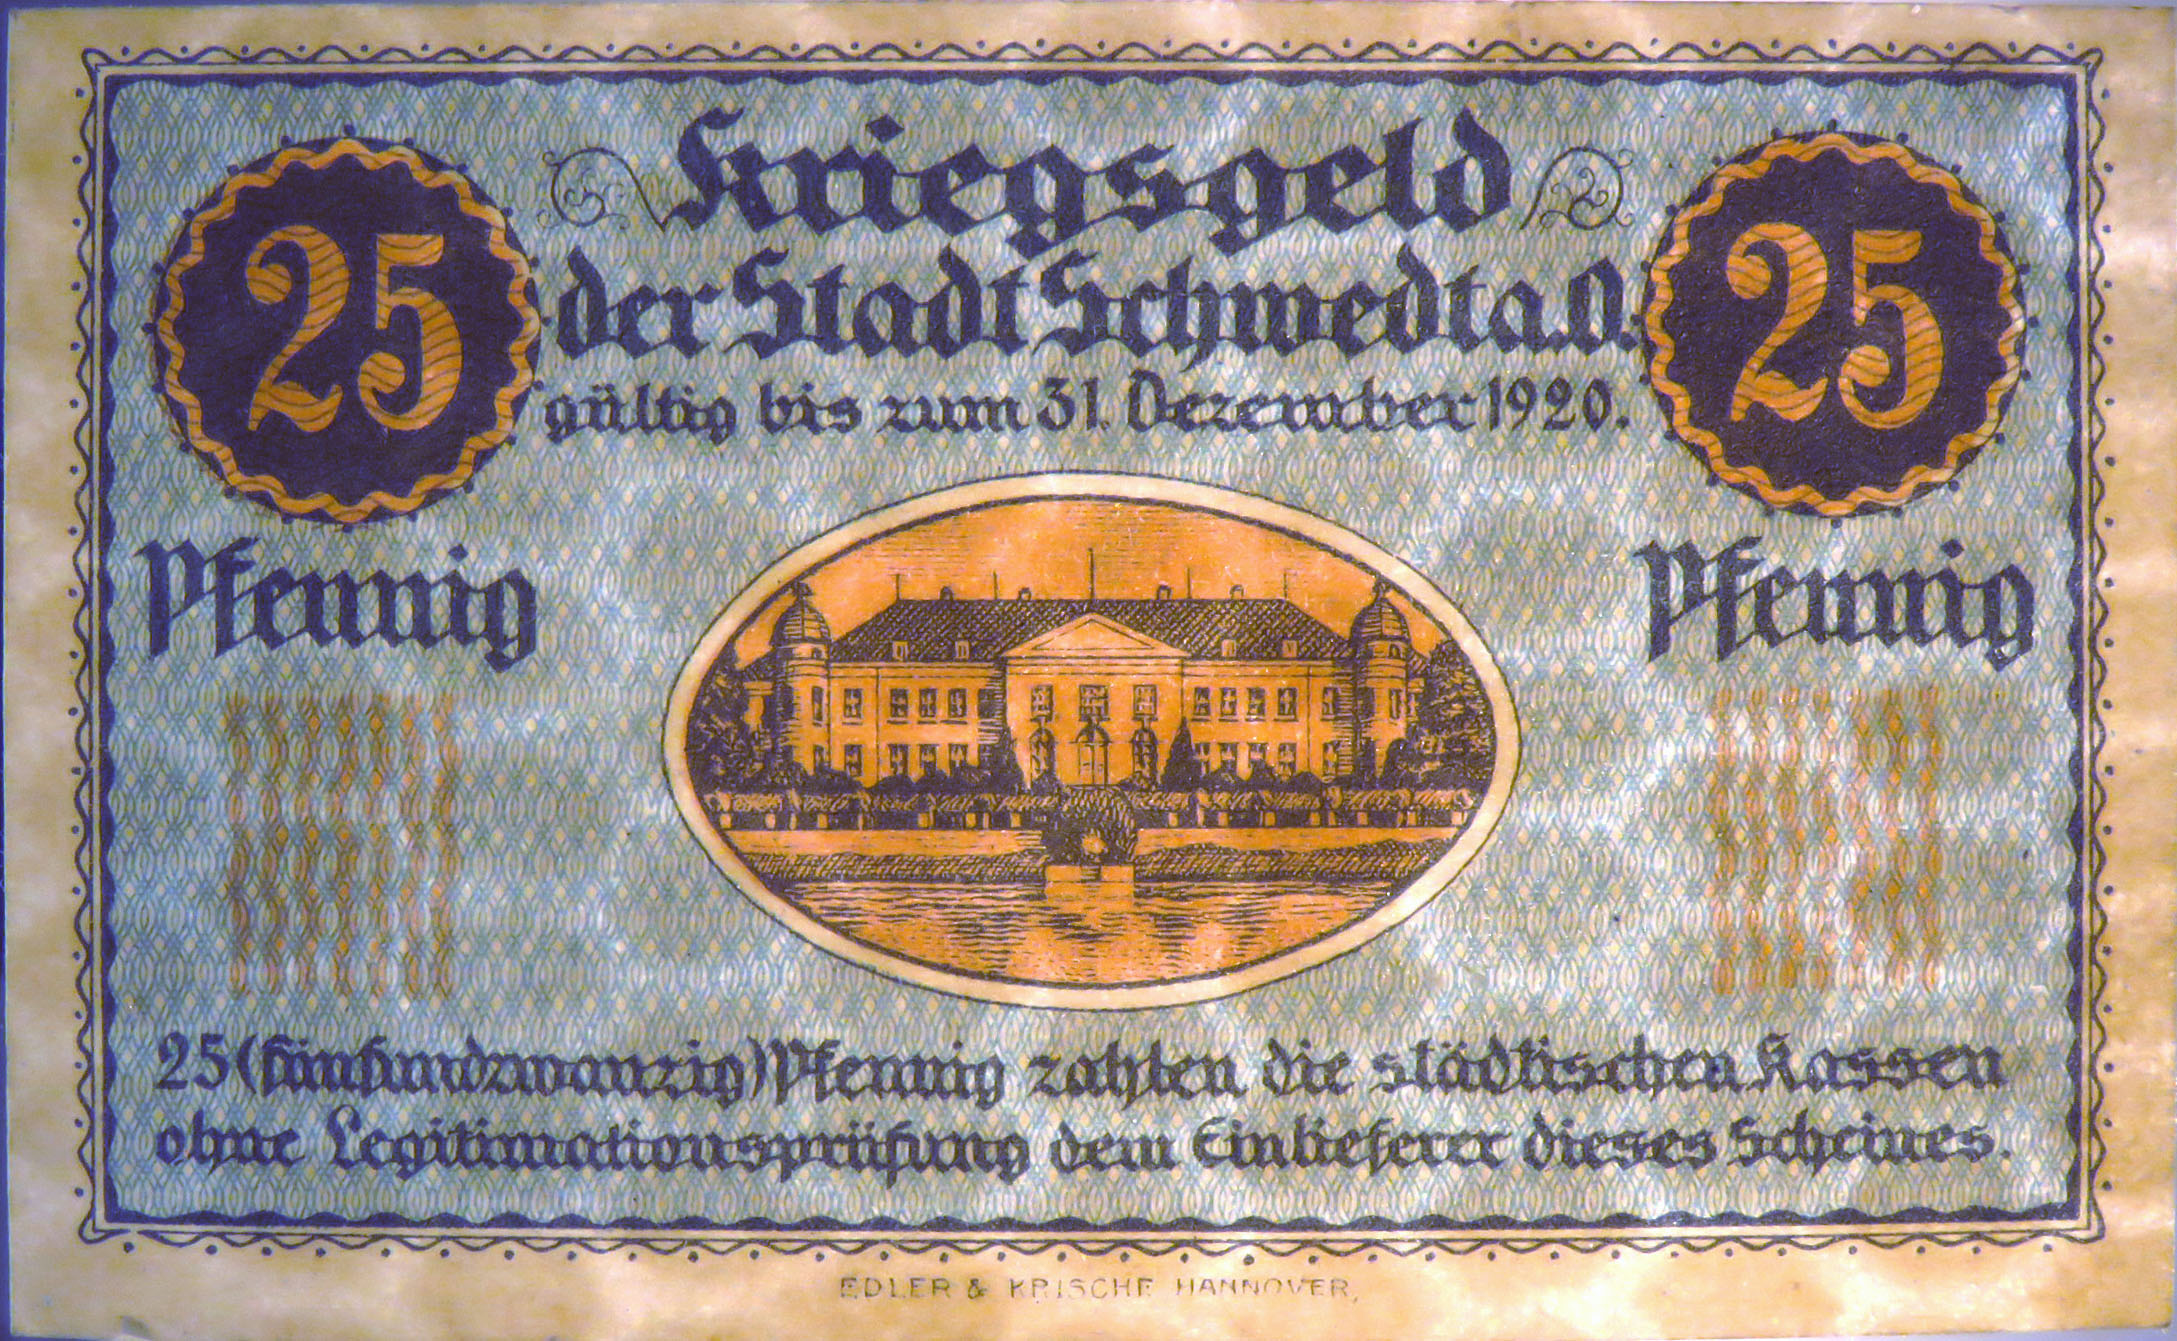 Kriegsgeld
der Stadt Schwedt a.O.
gültig bis zum 31. Dezember 1920.
25
Pfennig
25
Pfennig
25 (fünfundzwanzig) Pfennig zahlen die städtischen Kassen
ohne Legitimationsprüfung dem Einlieferer dieses Scheines.
EDLER & KRISCHE HANNOVER.